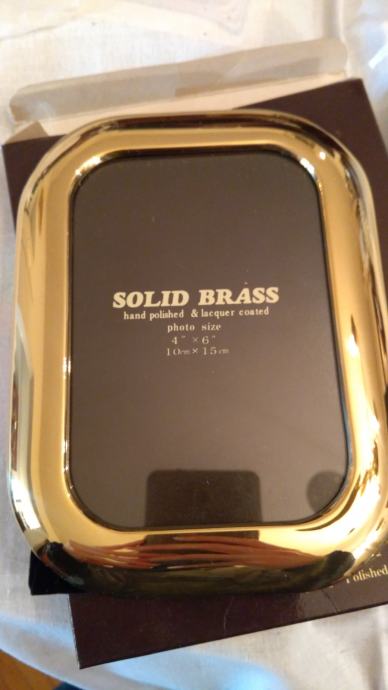 SOLID BRASS
hand polished & lacquer coated
photo size
4" × 6"
10cm × 15cm
Polished